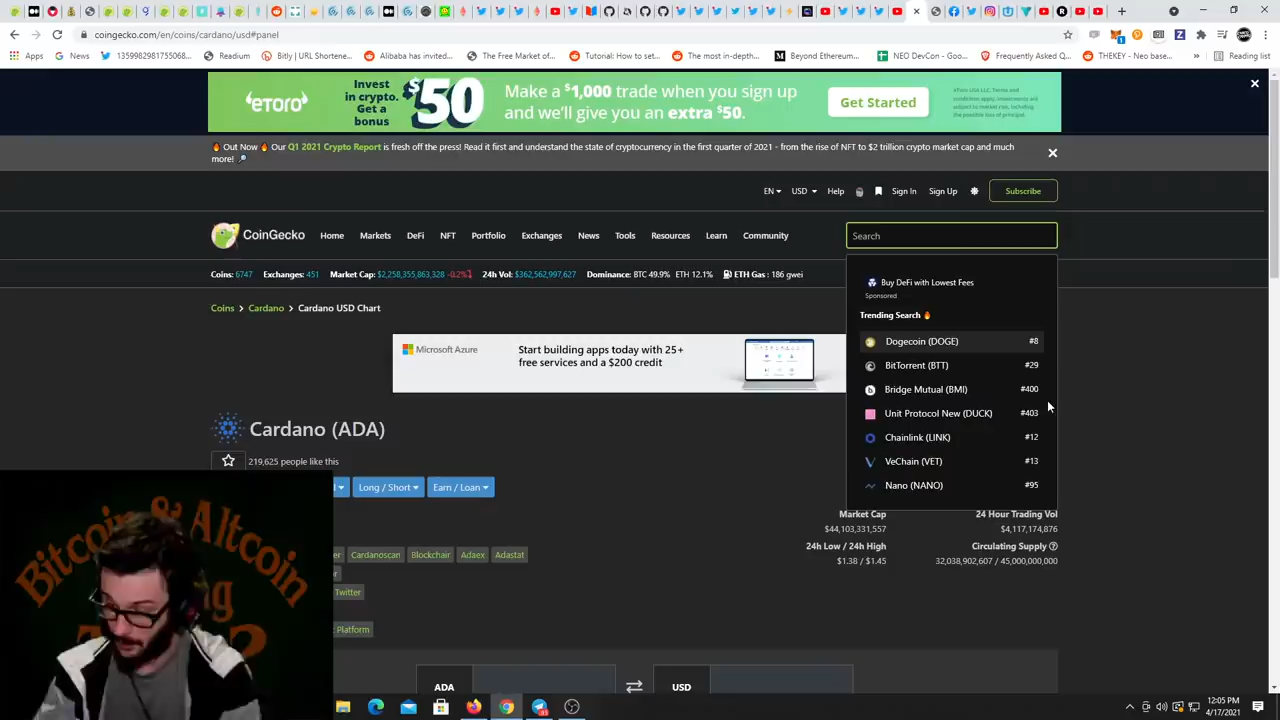 coingecko.com/en/coins/cardano/usd#panel
Apps
News
1359982981755068...
Readium
Bitly | URL Shortene...
Alibaba has invited...
The Free Market of...
Tutorial: How to set...
The most in-depth...
Beyond Ethereum...
NEO DevCon - Goo...
Frequently Asked Q...
THEKEY - Neo base...
»
Reading list
eTORO
Invest
in crypto.
Get a
bonus
$50
Make a $1,000 trade when you sign up
and we'll give you an extra $50.
Get Started
🔥 Out Now 🔥 Our Q1 2021 Crypto Report is fresh off the press! Read it first and understand the state of cryptocurrency in the first quarter of 2021 - from the rise of NFT to $2 trillion crypto market cap and much
more! 🔎
EN
USD
Help
Sign In
Sign Up
Subscribe
CoinGecko
Home
Markets
DeFi
NFT
Portfolio
Exchanges
News
Tools
Resources
Learn
Community
Search
Coins: 6747
Exchanges: 451
Market Cap: $2,258,355,863,328 -0.2%
24h Vol: $362,562,997,627
Dominance: BTC 49.9% ETH 12.1%
ETH Gas : 186 gwei
Buy DeFi with Lowest Fees
Sponsored
Trending Search 🔥
Dogecoin (DOGE) #8
BitTorrent (BTT) #29
Bridge Mutual (BMI) #400
Unit Protocol New (DUCK) #403
Chainlink (LINK) #12
VeChain (VET) #13
Nano (NANO) #95
Coins > Cardano > Cardano USD Chart
Microsoft Azure
Start building apps today with 25+
free services and a $200 credit
Cardano (ADA)
219,625 people like this
Long / Short
Earn / Loan
Market Cap
$44,103,331,557
24 Hour Trading Vol
$4,117,174,876
24h Low / 24h High
$1.38 / $1.45
Circulating Supply
32,038,902,607 / 45,000,000,000
Cardanoscan
Blockchair
Adaex
Adastat
Twitter
Platform
ADA
USD
Bitcoin & Altcoin
12:05 PM
4/17/2021